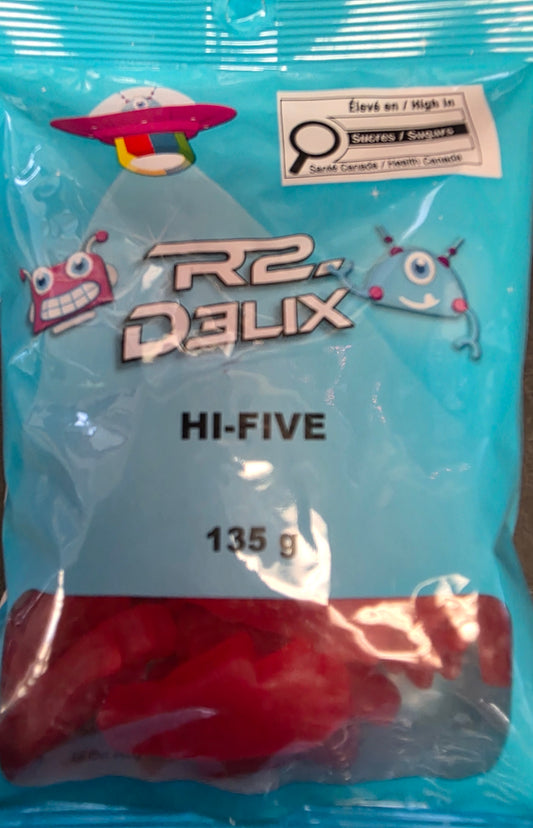 Élevé en / High in
Sucres / Sugars
Santé Canada / Health Canada
R2-
D3LIX
HI-FIVE
135 g